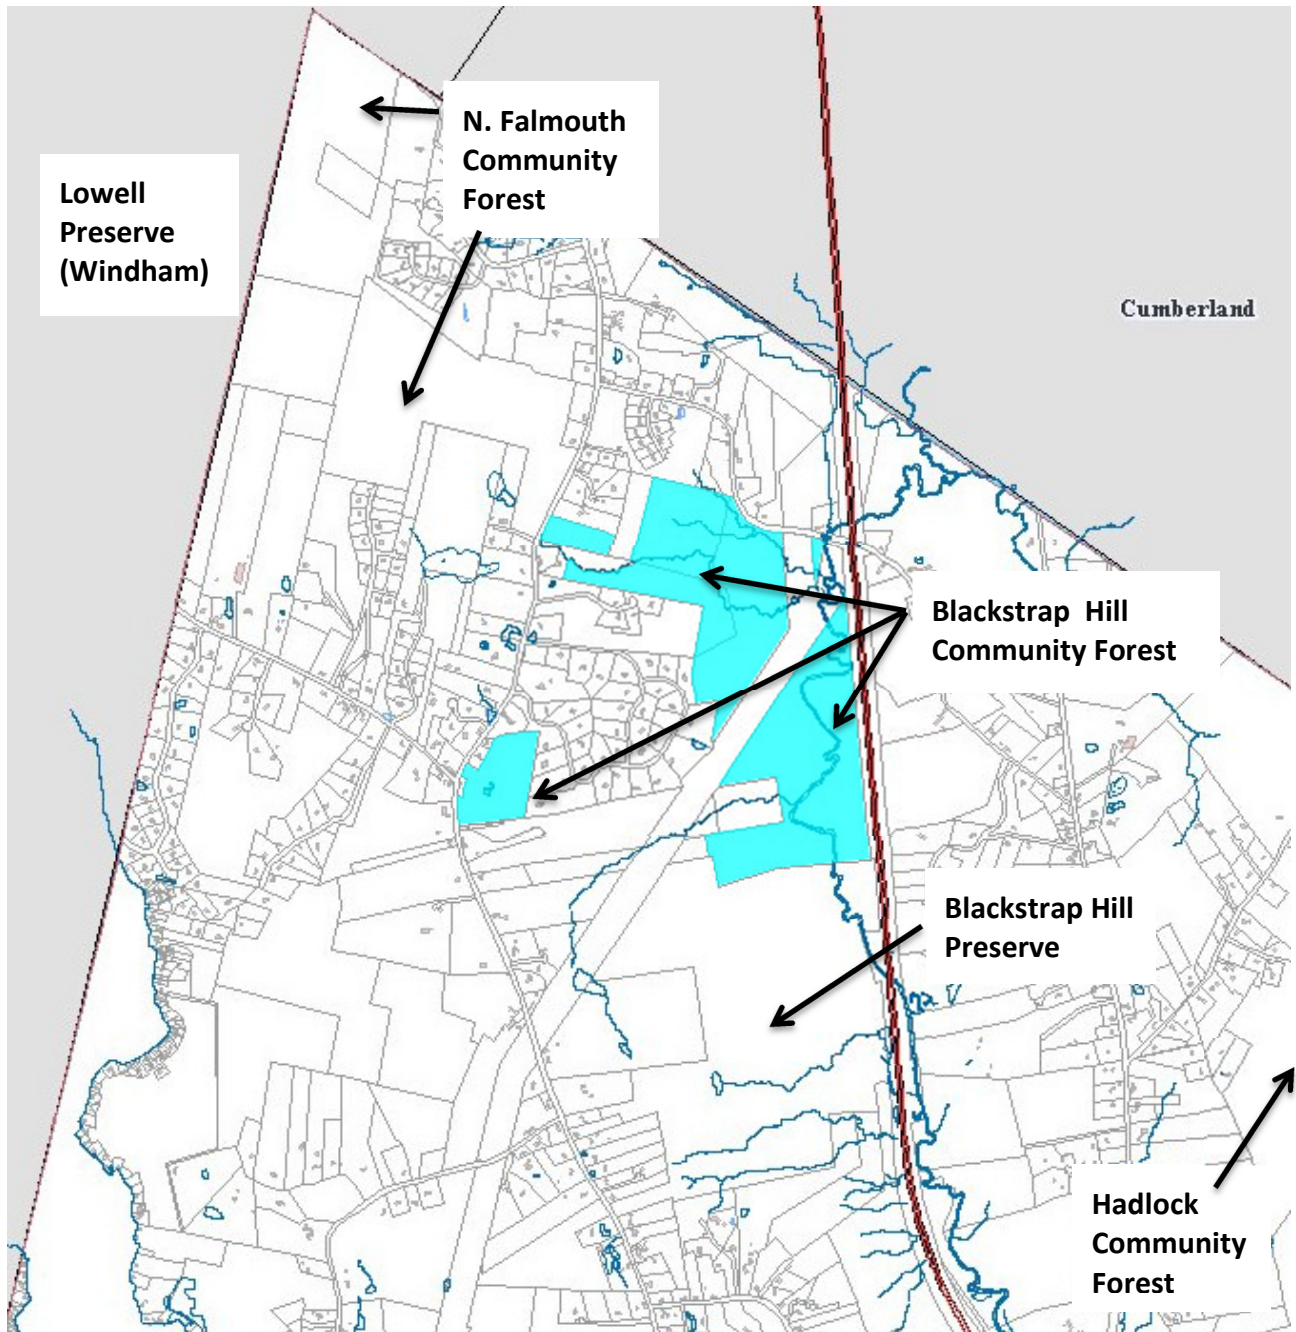 N. Falmouth
Community
Forest
Lowell
Preserve
(Windham)
Cumberland
Blackstrap Hill
Community Forest
Blackstrap Hill
Preserve
Hadlock
Community
Forest